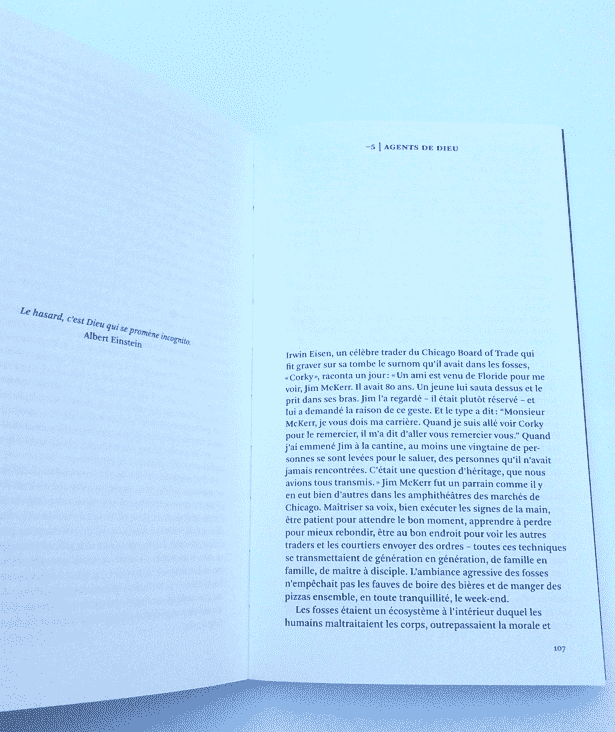 Le hasard, c'est Dieu qui se promène incognito.
Albert Einstein
–5 | AGENTS DE DIEU
Irwin Eisen, un célèbre trader du Chicago Board of Trade qui
fit graver sur sa tombe le surnom qu'il avait dans les fosses,
«Corky», raconta un jour: «Un ami est venu de Floride pour me
voir, Jim McKerr. Il avait 80 ans. Un jeune lui sauta dessus et le
prit dans ses bras. Jim l'a regardé – il était plutôt réservé – et
lui a demandé la raison de ce geste. Et le type a dit: "Monsieur
McKerr, je vous dois ma carrière. Quand je suis allé voir Corky
pour le remercier, il m'a dit d'aller vous remercier vous." Quand
j'ai emmené Jim à la cantine, au moins une vingtaine de per-
sonnes se sont levées pour le saluer, des personnes qu'il n'avait
jamais rencontrées. C'était une question d'héritage, que nous
avions tous transmis.» Jim McKerr fut un parrain comme il y
en eut bien d'autres dans les amphithéâtres des marchés de
Chicago. Maîtriser sa voix, bien exécuter les signes de la main,
être patient pour attendre le bon moment, apprendre à perdre
pour mieux rebondir, être au bon endroit pour voir les autres
traders et les courtiers envoyer des ordres – toutes ces techniques
se transmettaient de génération en génération, de famille en
famille, de maître à disciple. L'ambiance agressive des fosses
n'empêchait pas les fauves de boire des bières et de manger des
pizzas ensemble, en toute tranquillité, le week-end.
Les fosses étaient un écosystème à l'intérieur duquel les
humains maltraitaient les corps, outrepassaient la morale et
107